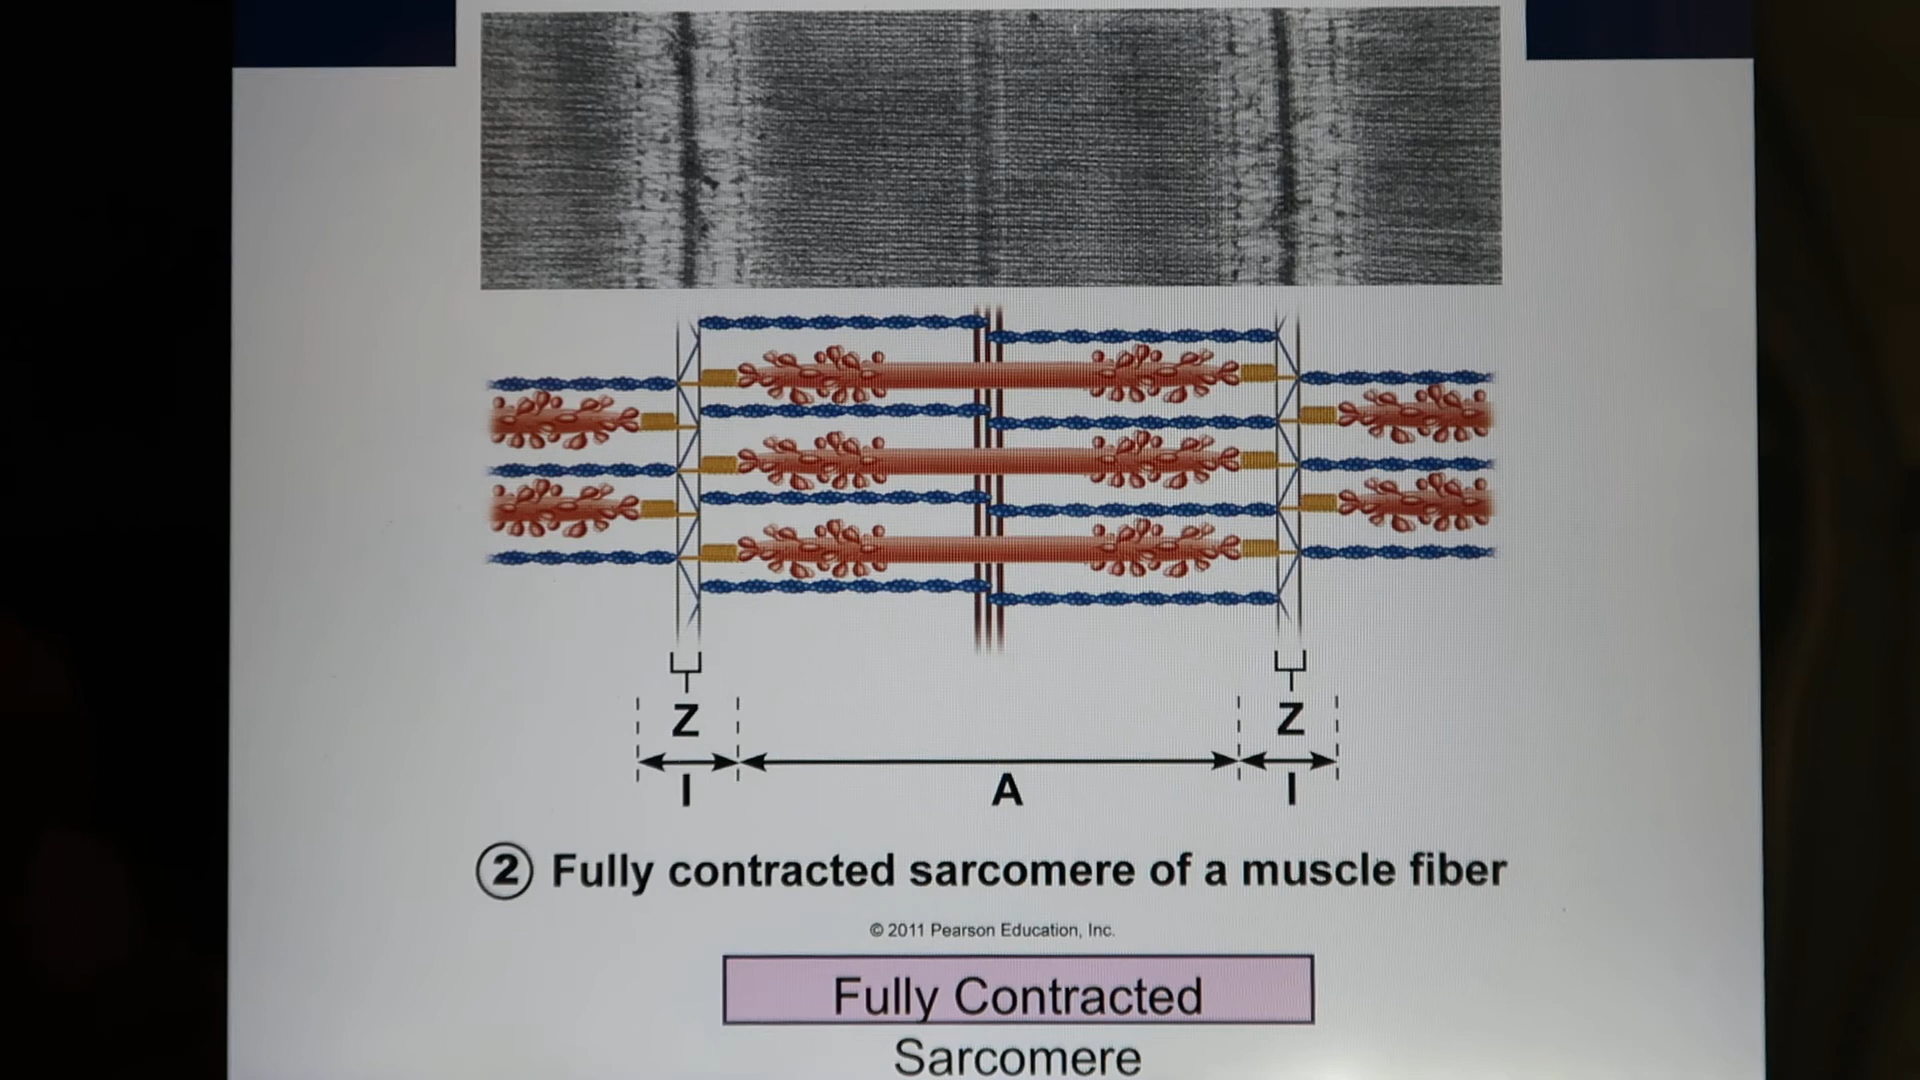 Z Z
I A I
2 Fully contracted sarcomere of a muscle fiber
© 2011 Pearson Education, Inc.
Fully Contracted
Sarcomere